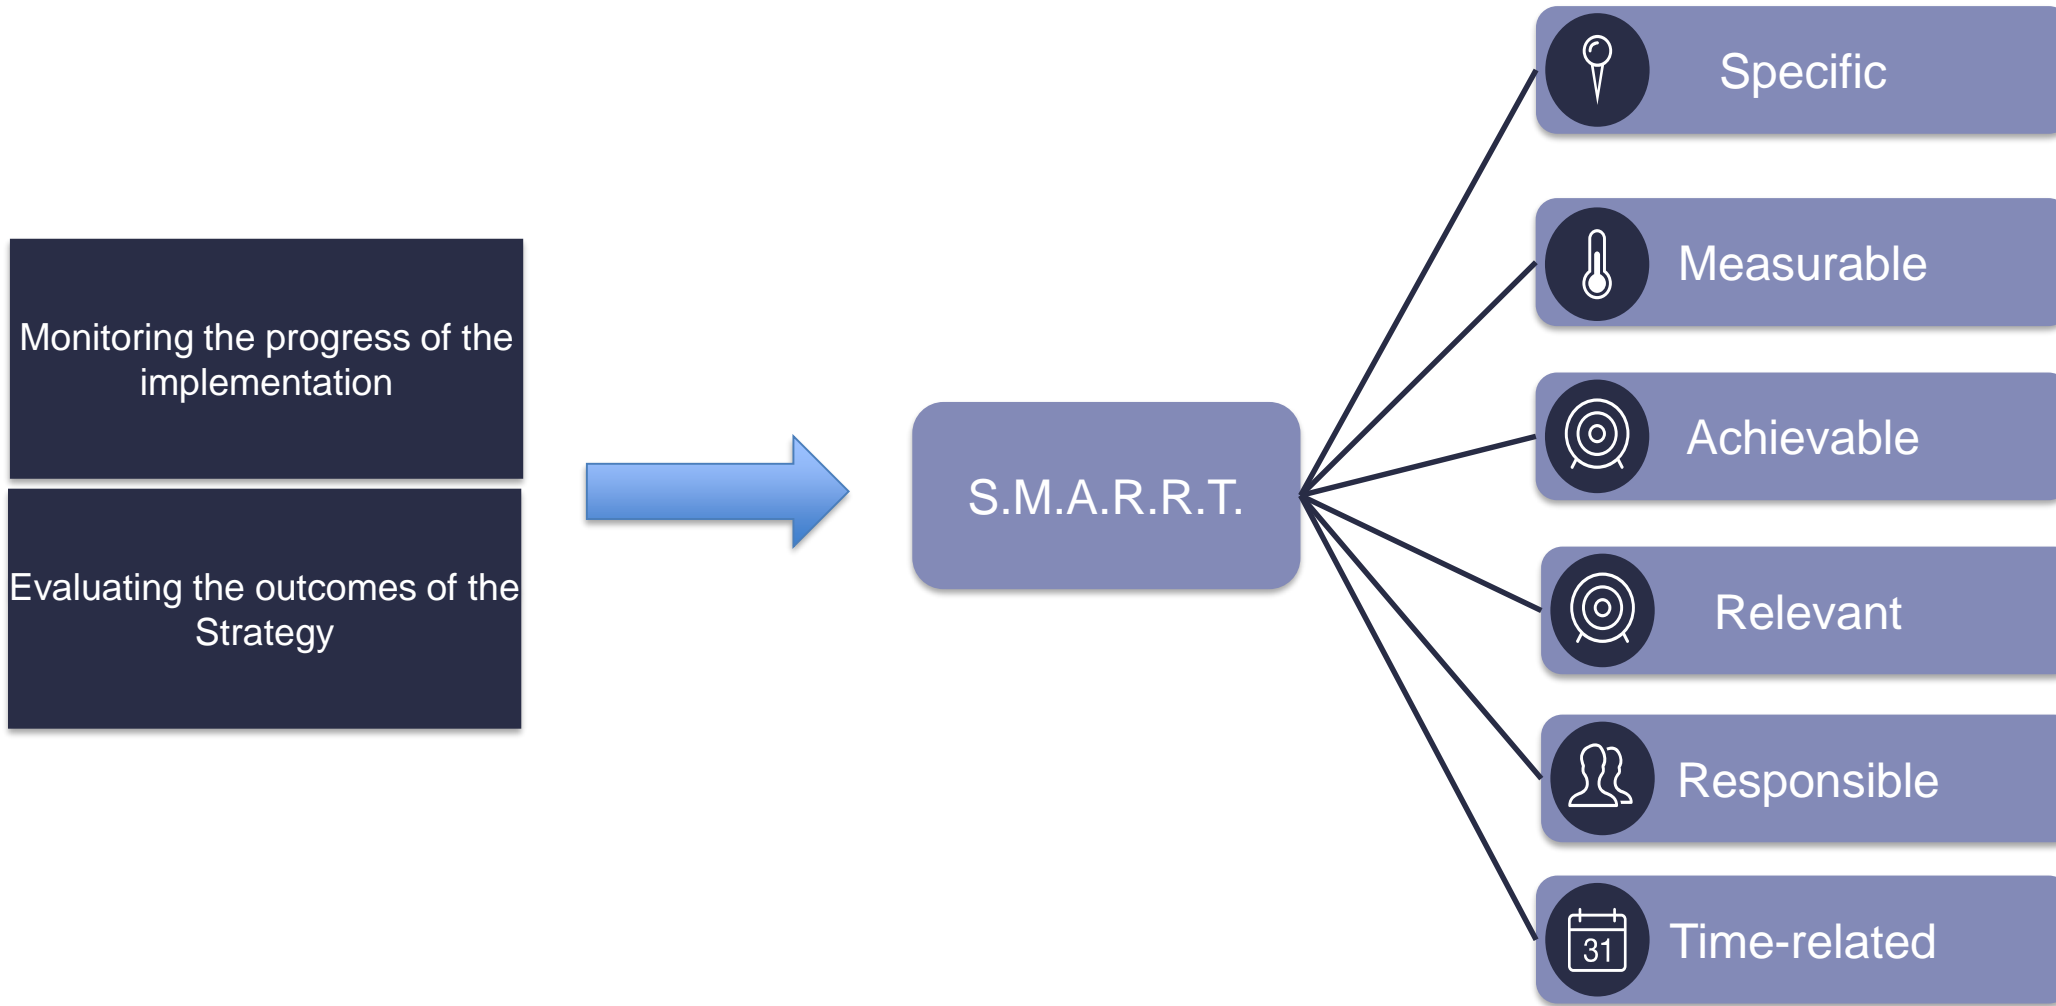 Monitoring the progress of the
implementation
Evaluating the outcomes of the
Strategy
S.M.A.R.R.T.
Specific
Measurable
Achievable
Relevant
Responsible
31
Time-related